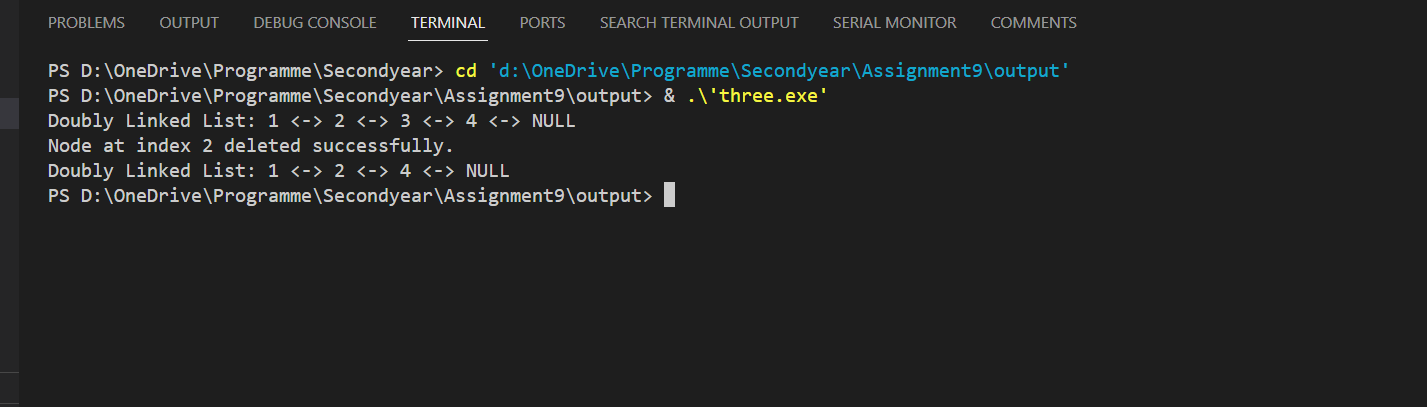 PROBLEMS OUTPUT DEBUG CONSOLE TERMINAL PORTS SEARCH TERMINAL OUTPUT SERIAL MONITOR COMMENTS
PS D:\OneDrive\Programme\Secondyear> cd 'd:\OneDrive\Programme\Secondyear\Assignment9\output'
PS D:\OneDrive\Programme\Secondyear\Assignment9\output> & .\'three.exe'
Doubly Linked List: 1 <-> 2 <-> 3 <-> 4 <-> NULL
Node at index 2 deleted successfully.
Doubly Linked List: 1 <-> 2 <-> 4 <-> NULL
PS D:\OneDrive\Programme\Secondyear\Assignment9\output>